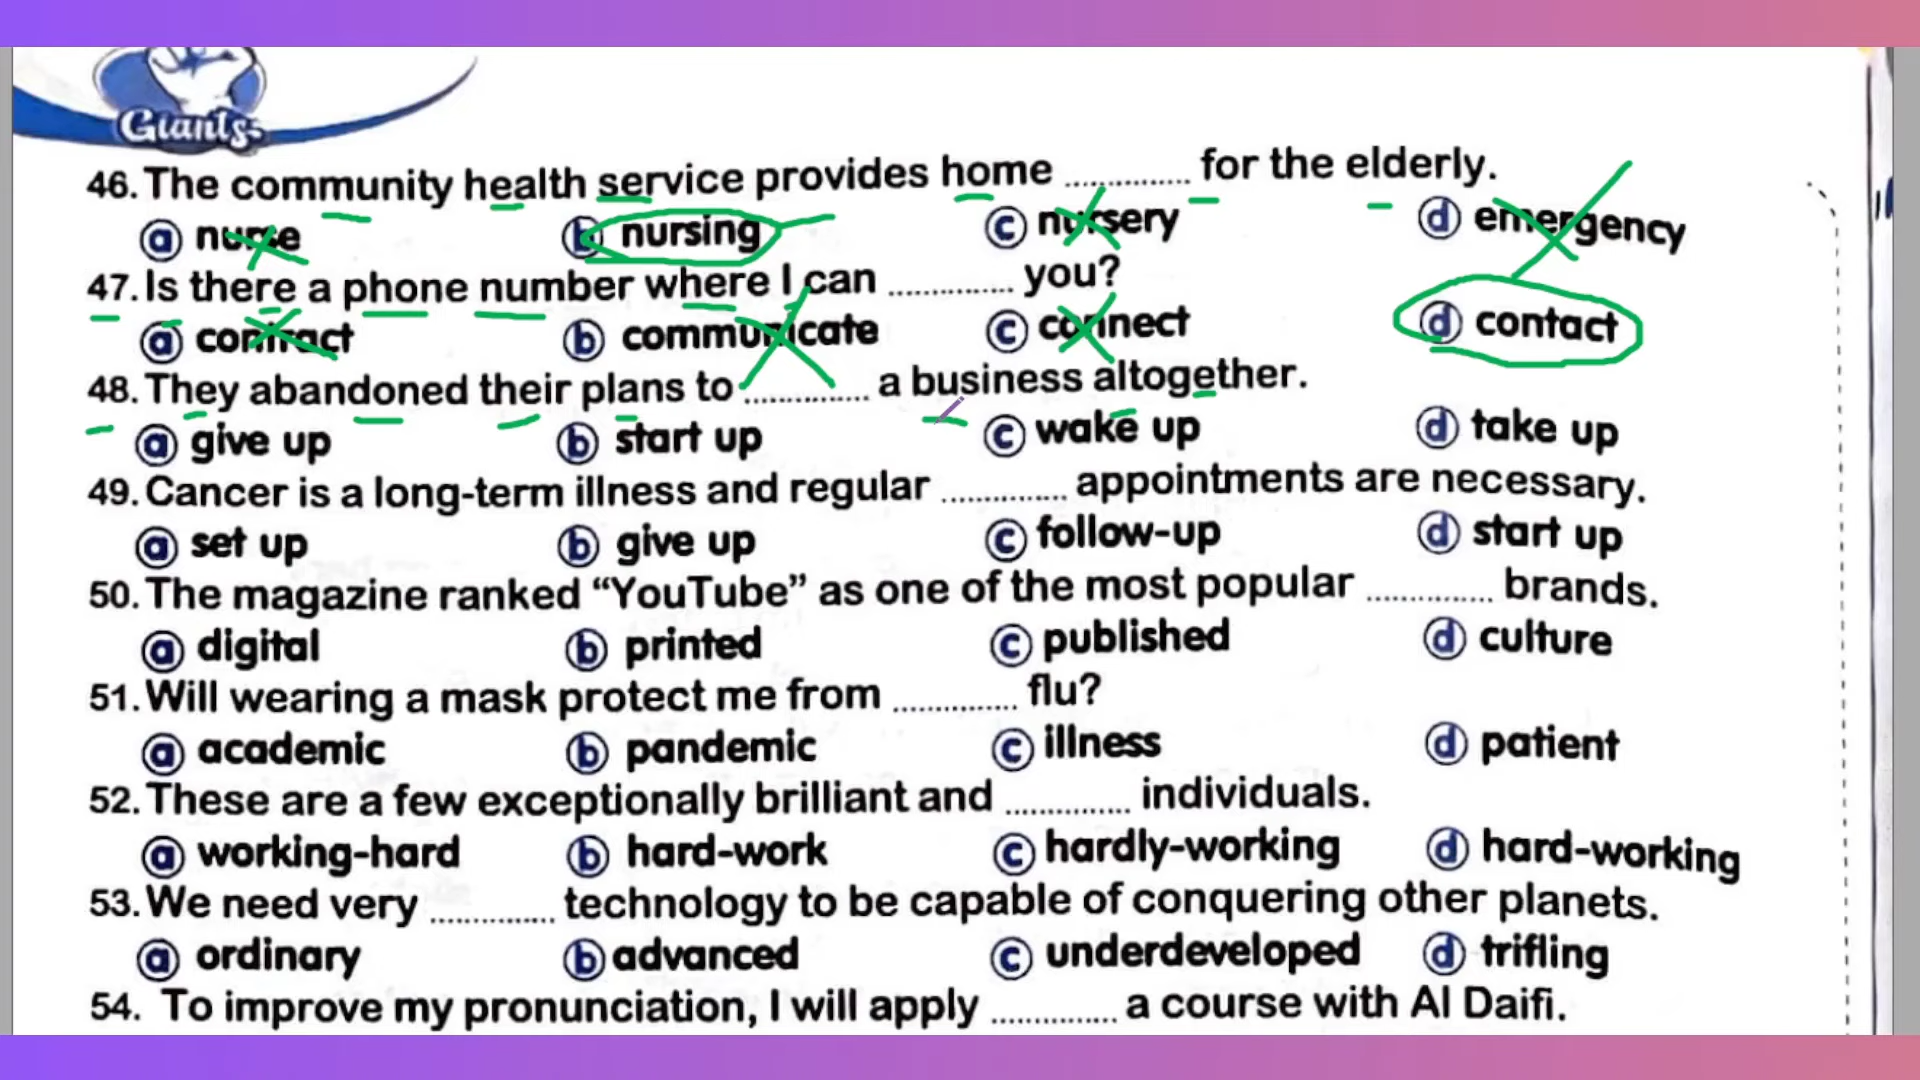 Giants
46. The community health service provides home ............. for the elderly.
a nurse b nursing c nursery d emergency
47. Is there a phone number where I can ............. you?
a contract b communicate c connect d contact
48. They abandoned their plans to ............. a business altogether.
a give up b start up c wake up d take up
49. Cancer is a long-term illness and regular ............. appointments are necessary.
a set up b give up c follow-up d start up
50. The magazine ranked “YouTube” as one of the most popular ............. brands.
a digital b printed c published d culture
51. Will wearing a mask protect me from ............. flu?
a academic b pandemic c illness d patient
52. These are a few exceptionally brilliant and ............. individuals.
a working-hard b hard-work c hardly-working d hard-working
53. We need very ............. technology to be capable of conquering other planets.
a ordinary b advanced c underdeveloped d trifling
54. To improve my pronunciation, I will apply ............. a course with Al Daifi.